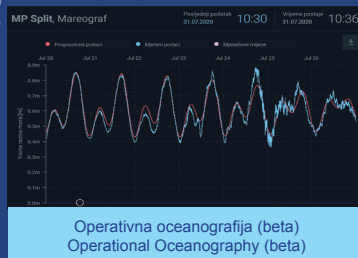 MP Split, Mareograf
Posljednji podatak
31.07.2020
10:30
Vrijeme postaje
31.07.2020
10:36
Prognozirani podaci
Mjereni podaci
Jul 20
Jul 21
Jul 22
Jul 23
Jul 24
Jul 25
Jul 26
0.9m
0.8m
0.7m
0.6m
0.5m
0.4m
0.3m
0.2m
0.1m
0.0m
Operativna oceanografija (beta)
Operational Oceanography (beta)